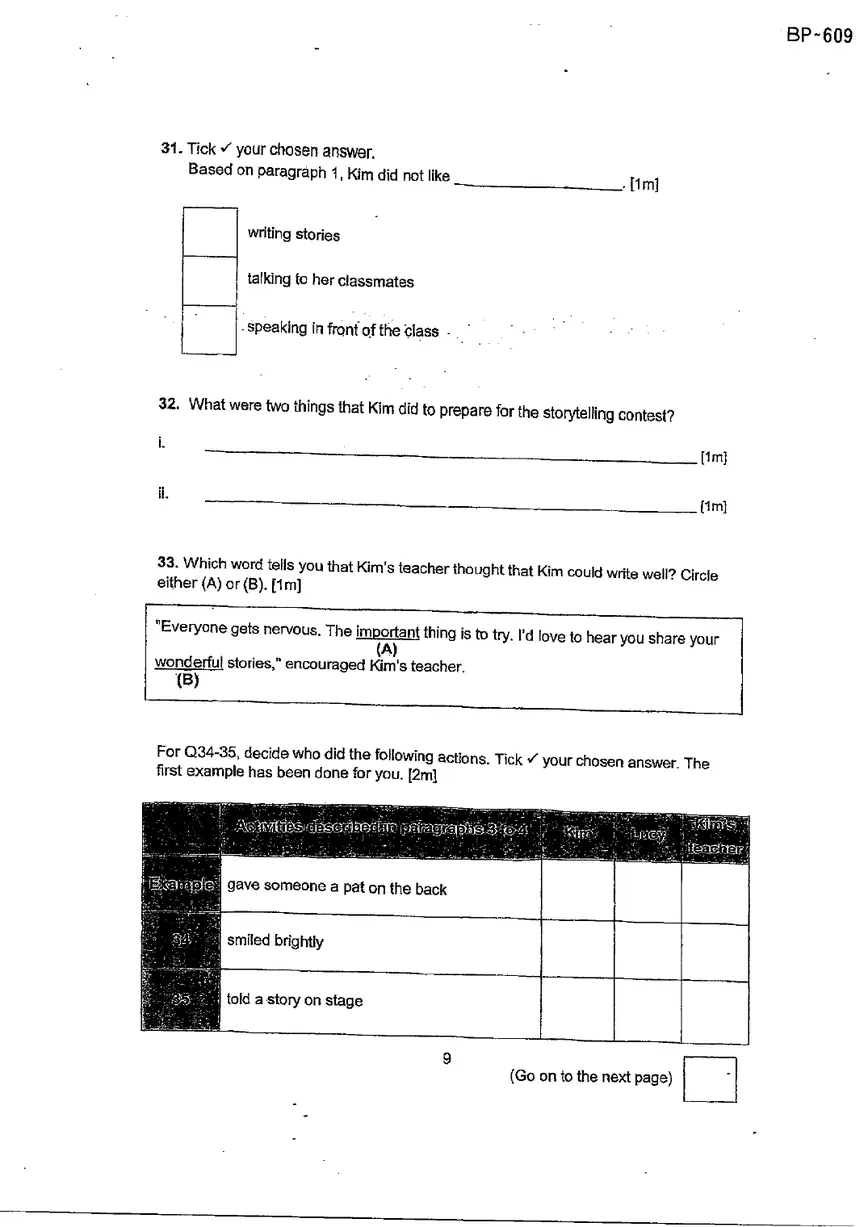 BP-609
31. Tick ✓ your chosen answer.
Based on paragraph 1, Kim did not like ____________________. [1m]
writing stories
talking to her classmates
speaking in front of the class
32. What were two things that Kim did to prepare for the storytelling contest?
i. ____________________ [1m]
ii. ____________________ [1m]
33. Which word tells you that Kim's teacher thought that Kim could write well? Circle
either (A) or (B). [1m]
"Everyone gets nervous. The important thing is to try. I'd love to hear you share your
(A)
wonderful stories," encouraged Kim's teacher.
(B)
For Q34-35, decide who did the following actions. Tick ✓ your chosen answer. The
first example has been done for you. [2m]
Activities described in paragraphs 3 to 4 Kim Lucy Kim's
teacher
Example gave someone a pat on the back
34 smiled brightly
35 told a story on stage
9
(Go on to the next page)